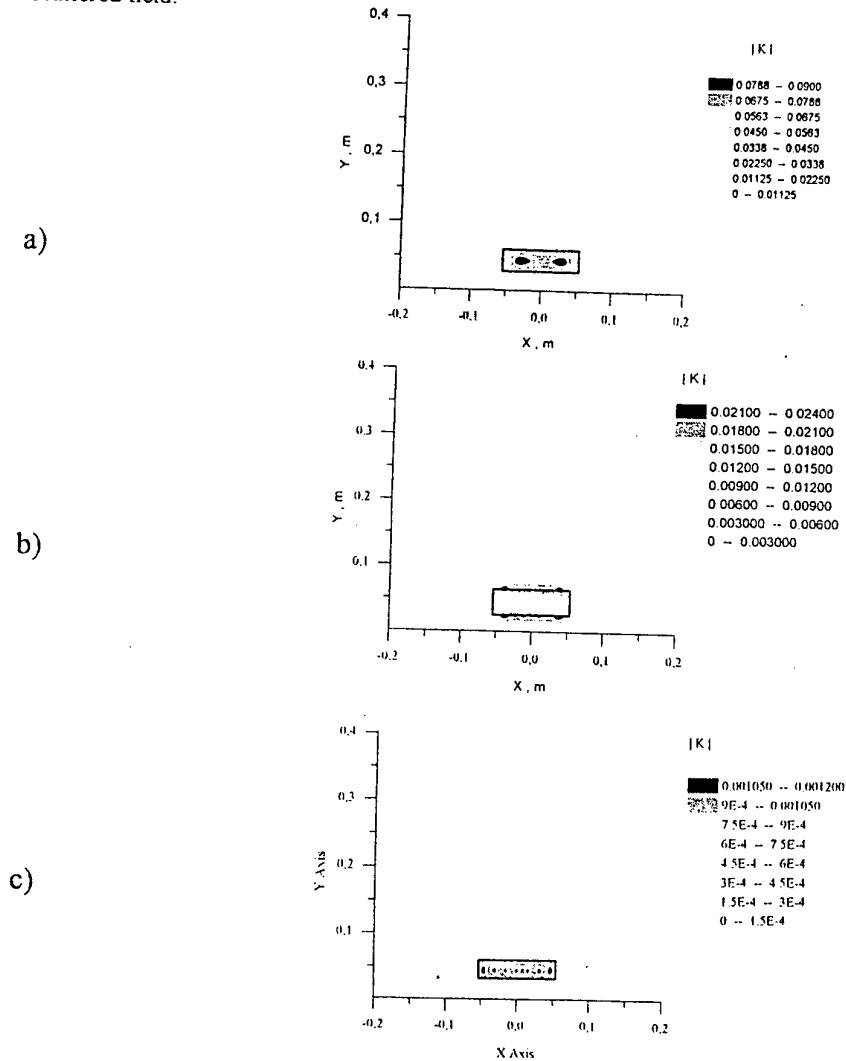 scattered field.
a)
0,4
0,3
0,2
0,1
Y, m
-0,2 -0,1 0,0 0,1 0,2
X, m
|K|
0.0788 – 0.0900
0.0675 – 0.0788
0.0563 – 0.0675
0.0450 – 0.0563
0.0338 – 0.0450
0.02250 – 0.0338
0.01125 – 0.02250
0 – 0.01125
b)
0,4
0,3
0,2
0,1
Y, m
-0,2 -0,1 0,0 0,1 0,2
X, m
|K|
0.02100 – 0.02400
0.01800 – 0.02100
0.01500 – 0.01800
0.01200 – 0.01500
0.00900 – 0.01200
0.00600 – 0.00900
0.003000 – 0.00600
0 – 0.003000
c)
0,4
0,3
0,2
0,1
Y Axis
-0,2 -0,1 0,0 0,1 0,2
X Axis
|K|
0.001050 – 0.001200
9E-4 – 0.001050
7.5E-4 – 9E-4
6E-4 – 7.5E-4
4.5E-4 – 6E-4
3E-4 – 4.5E-4
1.5E-4 – 3E-4
0 – 1.5E-4